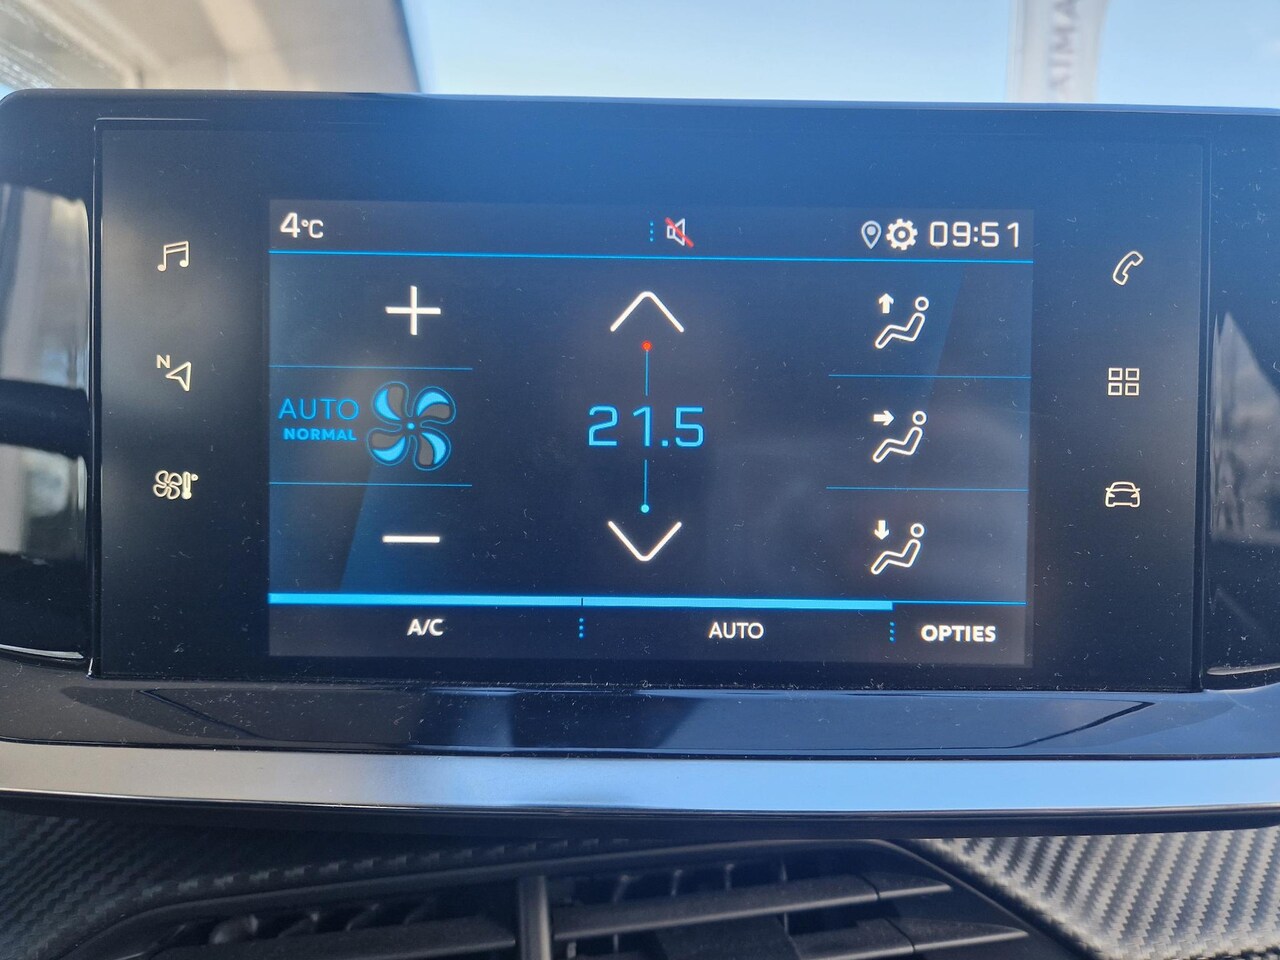 4°C
09:51
N
AUTO
NORMAL
21.5
A/C
AUTO
OPTIES